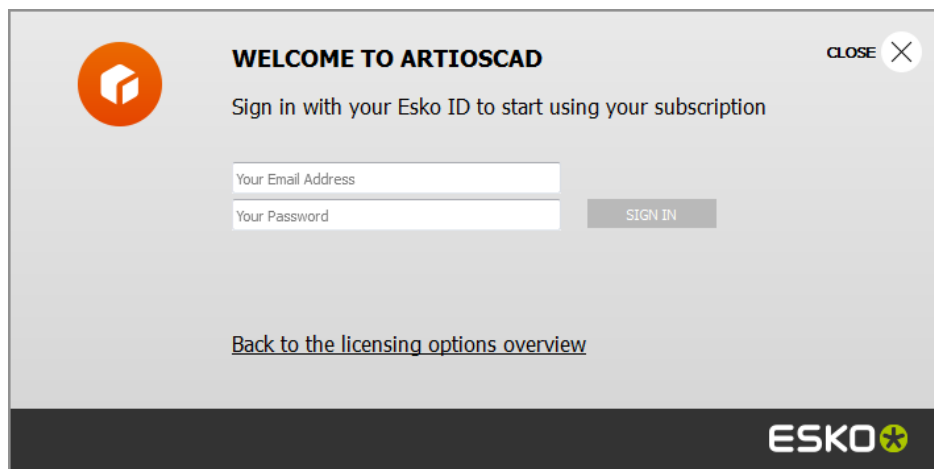 WELCOME TO ARTIOSCAD
CLOSE
Sign in with your Esko ID to start using your subscription
Your Email Address
Your Password
SIGN IN
Back to the licensing options overview
ESKO